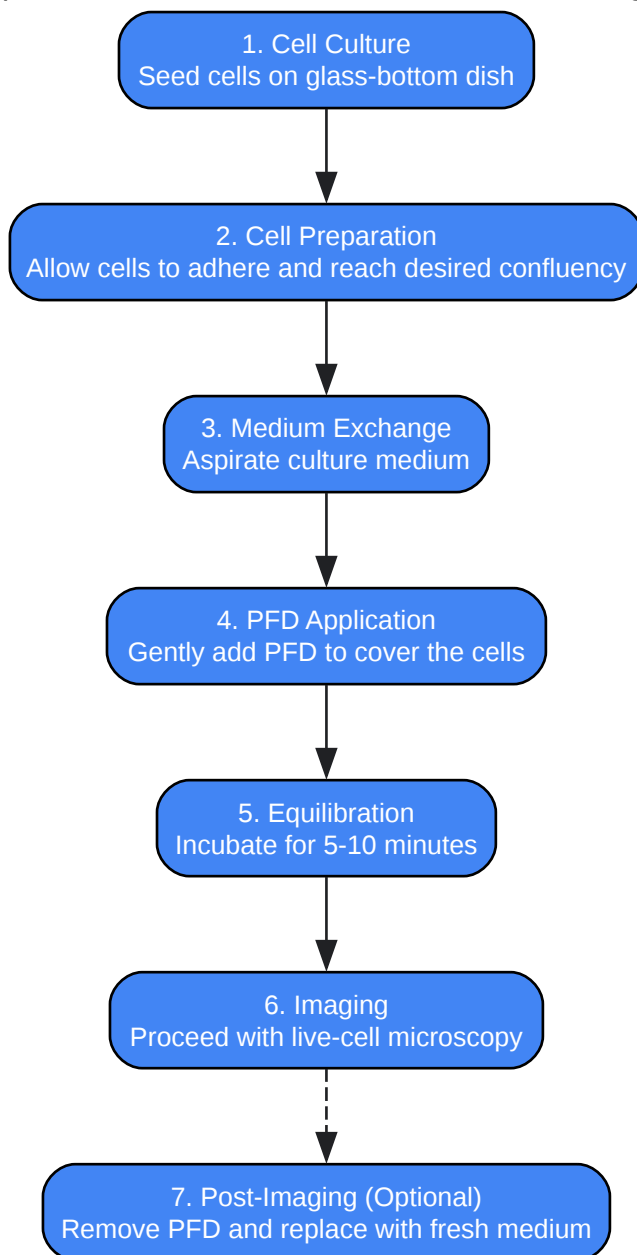 1. Cell Culture
Seed cells on glass-bottom dish
2. Cell Preparation
Allow cells to adhere and reach desired confluency
3. Medium Exchange
Aspirate culture medium
4. PFD Application
Gently add PFD to cover the cells
5. Equilibration
Incubate for 5-10 minutes
6. Imaging
Proceed with live-cell microscopy
7. Post-Imaging (Optional)
Remove PFD and replace with fresh medium